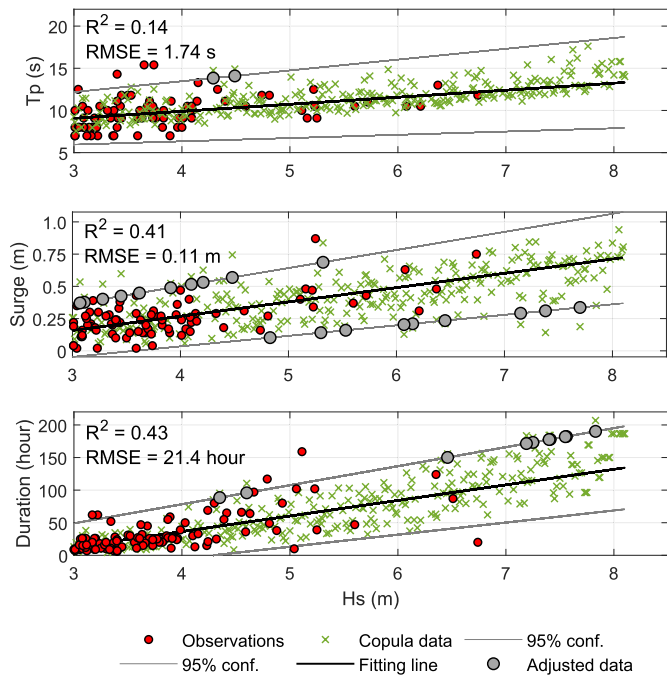 20
15
10
5
Tp (s)
R² = 0.14
RMSE = 1.74 s
3 4 5 6 7 8
1.0
0.75
0.5
0.25
0
Surge (m)
R² = 0.41
RMSE = 0.11 m
3 4 5 6 7 8
200
150
100
50
0
Duration (hour)
R² = 0.43
RMSE = 21.4 hour
3 4 5 6 7 8
Hs (m)
Observations Copula data 95% conf.
95% conf. Fitting line Adjusted data